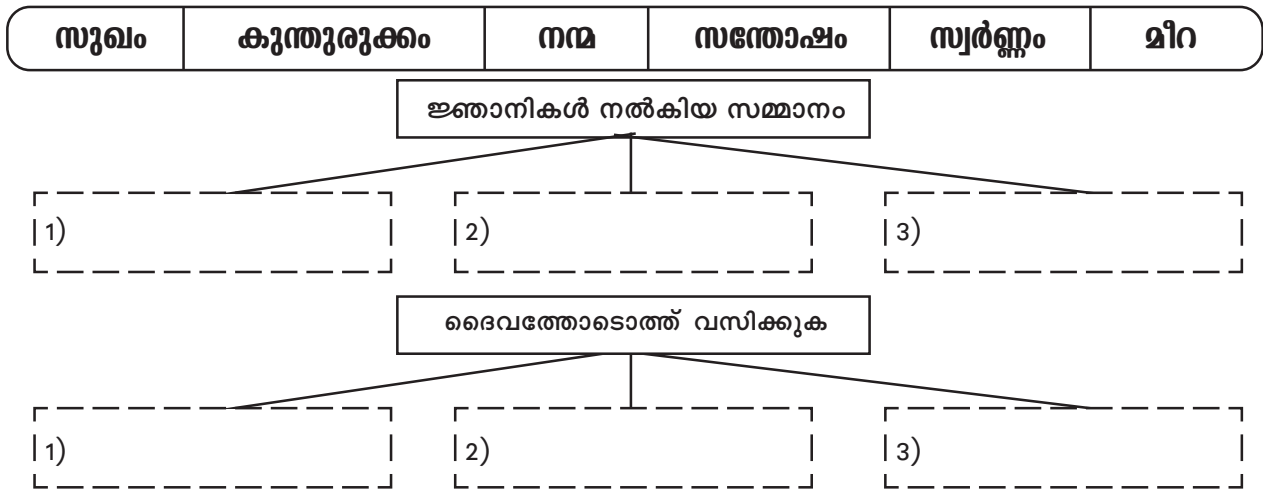 സുഖം കുന്തുരുക്കം നന്മ സന്തോഷം സ്വർണ്ണം മീറ
ജ്ഞാനികൾ നൽകിയ സമ്മാനം
1) 2) 3)
ദൈവത്തോടൊത്ത് വസിക്കുക
1) 2) 3)